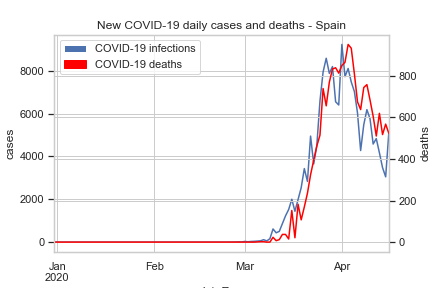 New COVID-19 daily cases and deaths - Spain
COVID-19 infections
COVID-19 deaths
8000
6000
4000
2000
0
cases
800
600
400
200
0
deaths
Jan
2020
Feb
Mar
Apr